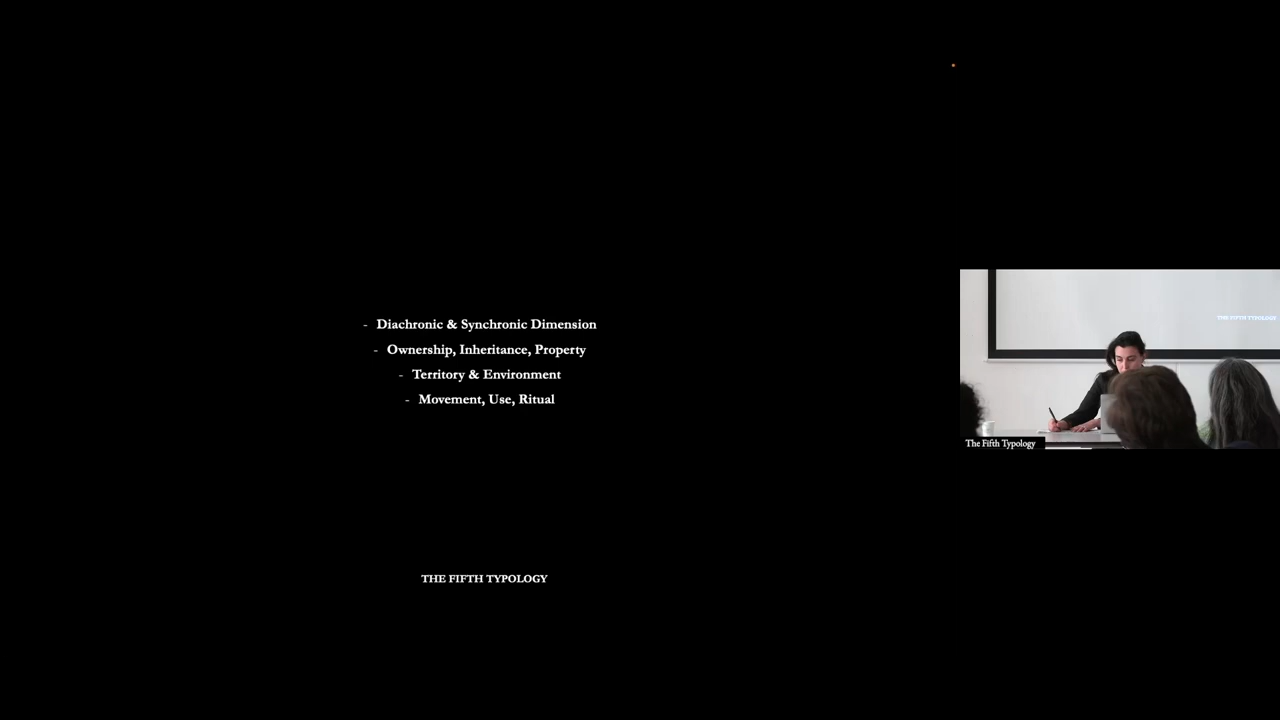 - Diachronic & Synchronic Dimension
- Ownership, Inheritance, Property
- Territory & Environment
- Movement, Use, Ritual
THE FIFTH TYPOLOGY
THE FIFTH TYPOLOGY
The Fifth Typology